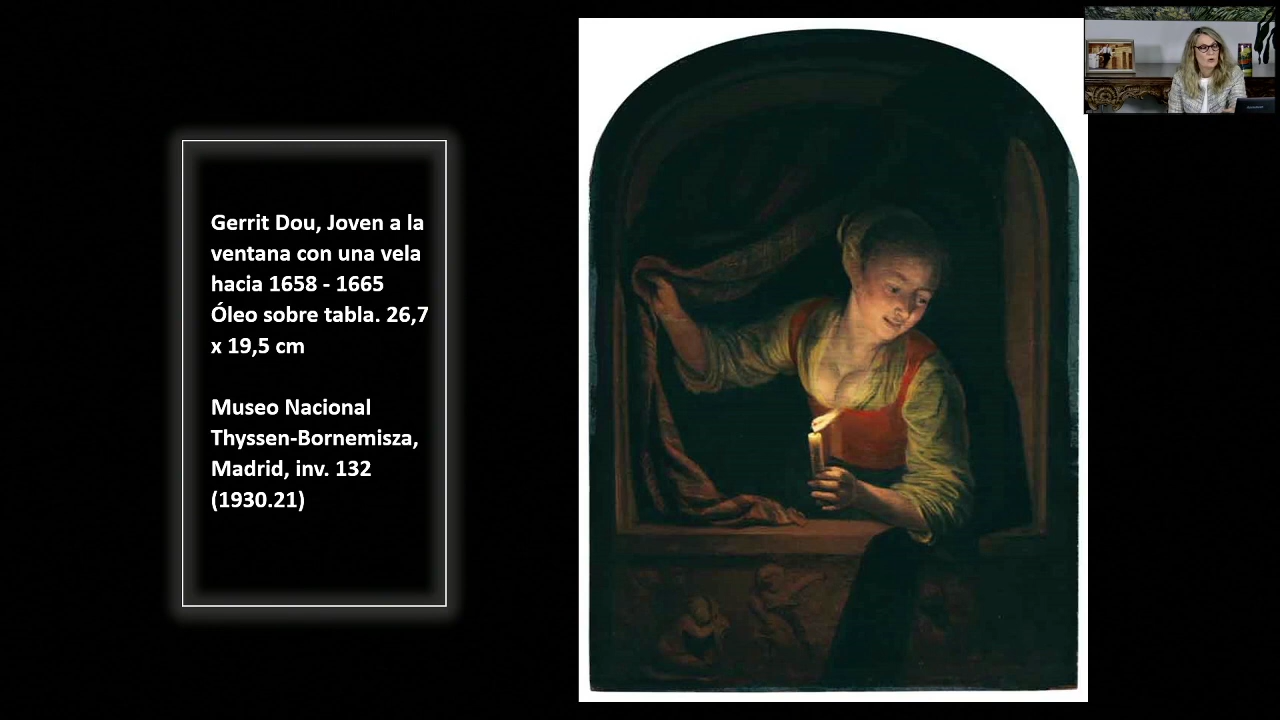 Gerrit Dou, Joven a la
ventana con una vela
hacia 1658 - 1665
Óleo sobre tabla. 26,7
x 19,5 cm
Museo Nacional
Thyssen-Bornemisza,
Madrid, inv. 132
(1930.21)